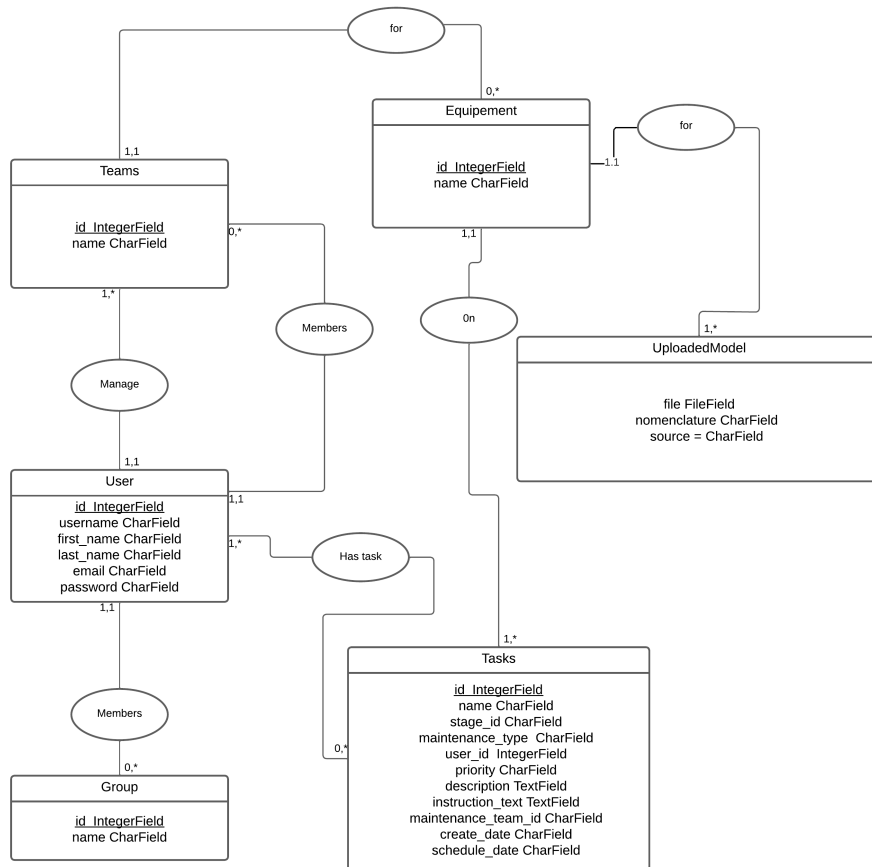 for
0,*
Equipement
id IntegerField
name CharField
1.1
for
1,1
Teams
id IntegerField
name CharField
0,*
1,*
1,1
0n
Members
1,*
UploadedModel
file FileField
nomenclature CharField
source = CharField
Manage
1,1
User
id IntegerField
username CharField
first_name CharField
last_name CharField
email CharField
password CharField
1,1
1,*
Has task
1,1
1,*
Tasks
id IntegerField
name CharField
stage_id CharField
maintenance_type CharField
user_id IntegerField
priority CharField
description TextField
instruction_text TextField
maintenance_team_id CharField
create_date CharField
schedule_date CharField
0,*
Members
0,*
Group
id IntegerField
name CharField